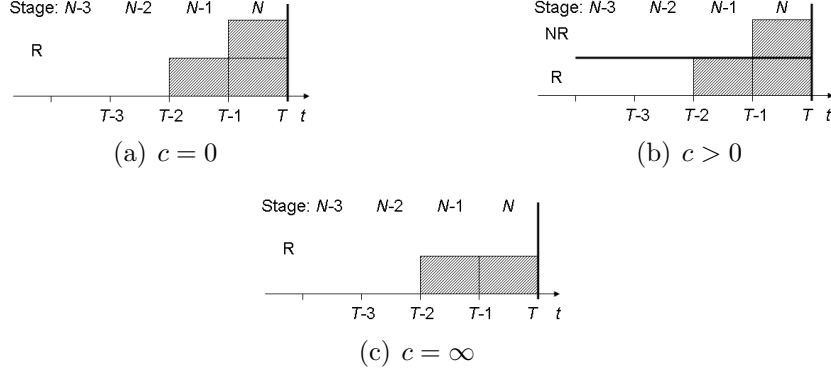 Stage: N-3 N-2 N-1 N
R
T-3 T-2 T-1 T t
(a) c = 0
Stage: N-3 N-2 N-1 N
NR
R
T-3 T-2 T-1 T t
(b) c > 0
Stage: N-3 N-2 N-1 N
R
T-3 T-2 T-1 T t
(c) c = ∞